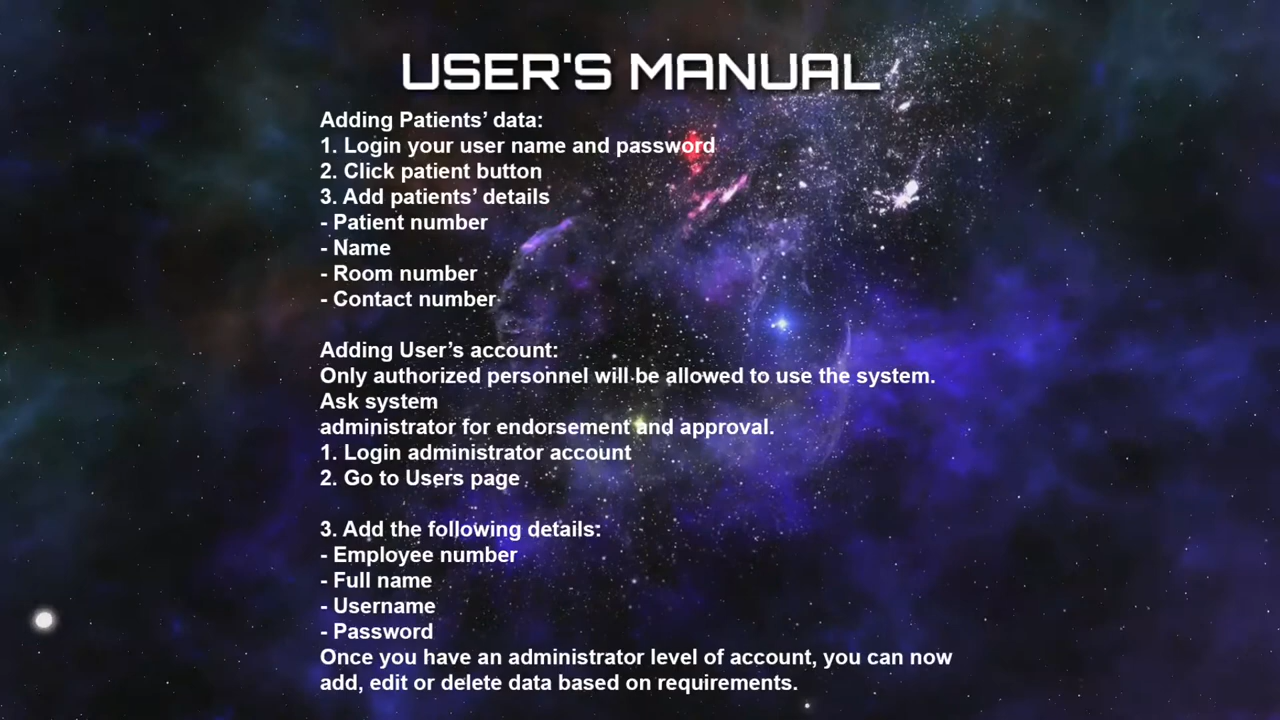 USER'S MANUAL
Adding Patients’ data:
1. Login your user name and password
2. Click patient button
3. Add patients’ details
- Patient number
- Name
- Room number
- Contact number
Adding User’s account:
Only authorized personnel will be allowed to use the system.
Ask system
administrator for endorsement and approval.
1. Login administrator account
2. Go to Users page
3. Add the following details:
- Employee number
- Full name
- Username
- Password
Once you have an administrator level of account, you can now
add, edit or delete data based on requirements.